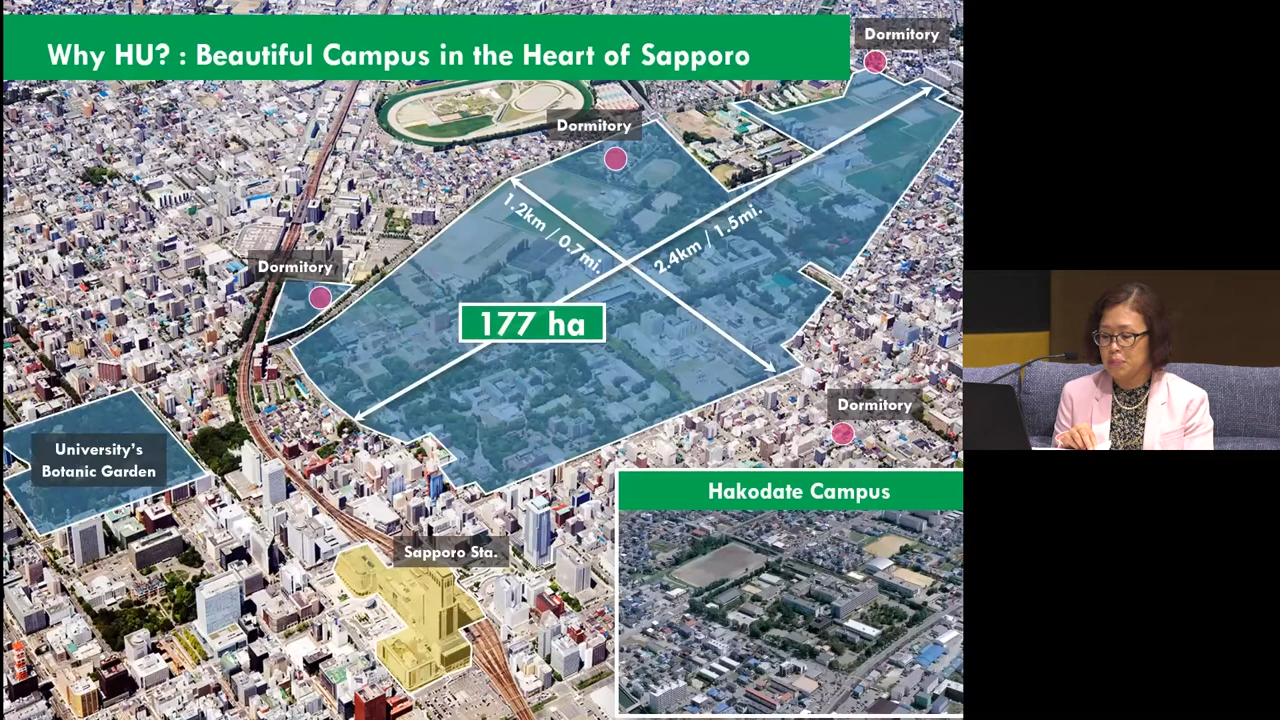 Why HU? : Beautiful Campus in the Heart of Sapporo
Dormitory
Dormitory
1.2km / 0.7mi.
2.4km / 1.5mi.
Dormitory
177 ha
Dormitory
University's
Botanic Garden
Hakodate Campus
Sapporo Sta.